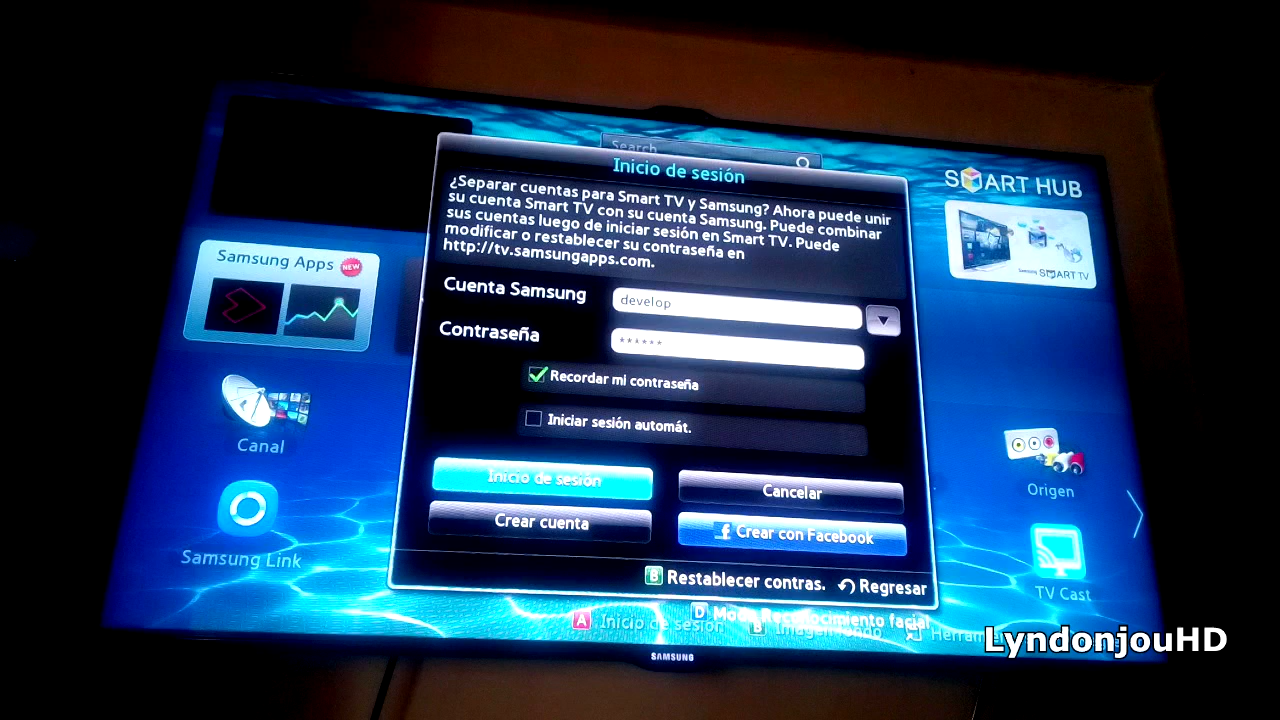 Search
Inicio de sesión
SMART HUB
¿Separar cuentas para Smart TV y Samsung? Ahora puede unir
su cuenta Smart TV con su cuenta Samsung. Puede combinar
sus cuentas luego de iniciar sesión en Smart TV. Puede
modificar o restablecer su contraseña en
http://tv.samsungapps.com.
Samsung Apps NEW
Samsung SMART TV
Cuenta Samsung develop
Contraseña ******
Recordar mi contraseña
Iniciar sesión automát.
Canal
Inicio de sesión Cancelar
Origen
Crear cuenta f Crear con Facebook
Samsung Link
B Restablecer contras. Regresar
TV Cast
D Modo Reconocimiento facial
A Inicio de sesión B Imagen fondo
LyndonjouHD
SAMSUNG